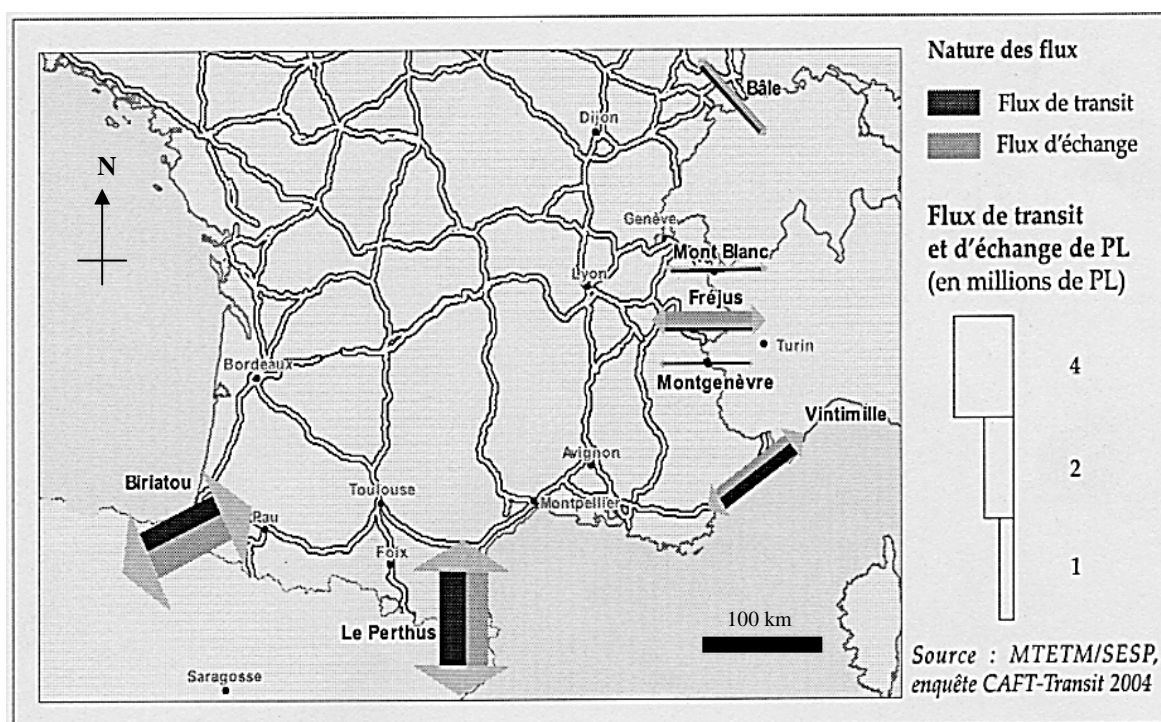 Nature des flux
Flux de transit
Flux d'échange
Flux de transit
et d'échange de PL
(en millions de PL)
4
2
1
Source : MTETM/SESP,
enquête CAFT-Transit 2004
N
Bâle
Dijon
Genève
Mont Blanc
Lyon
Fréjus
Turin
Bordeaux
Montgenèvre
Vintimille
Avignon
Biriatou
Toulouse
Montpellier
Pau
Foix
Le Perthus
100 km
Saragosse